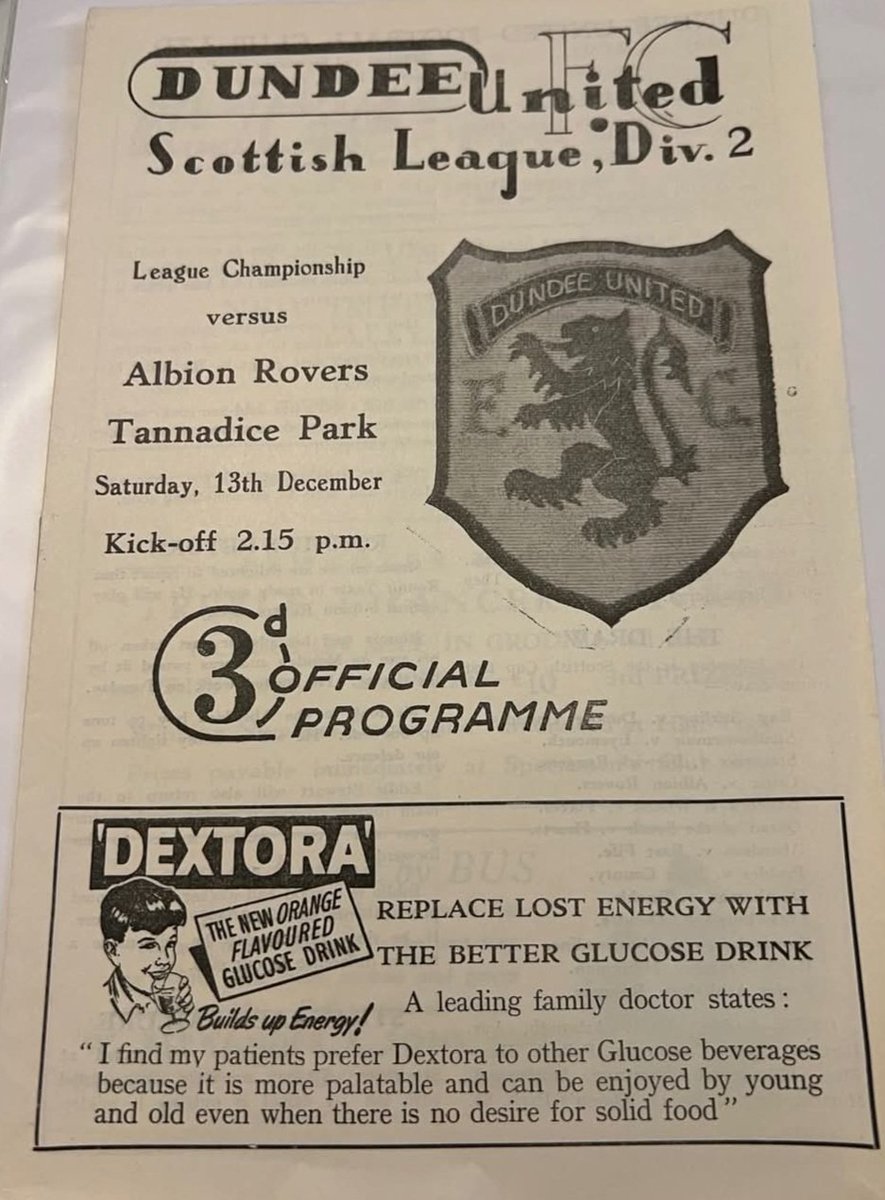 DUNDEE United FC
Scottish League, Div. 2
League Championship
versus
Albion Rovers
Tannadice Park
Saturday, 13th December
Kick-off 2.15 p.m.
DUNDEE UNITED
F C
3d OFFICIAL
PROGRAMME
'DEXTORA'
THE NEW ORANGE
FLAVOURED
GLUCOSE DRINK
Builds up Energy!
REPLACE LOST ENERGY WITH
THE BETTER GLUCOSE DRINK
A leading family doctor states :
“ I find my patients prefer Dextora to other Glucose beverages
because it is more palatable and can be enjoyed by young
and old even when there is no desire for solid food ”